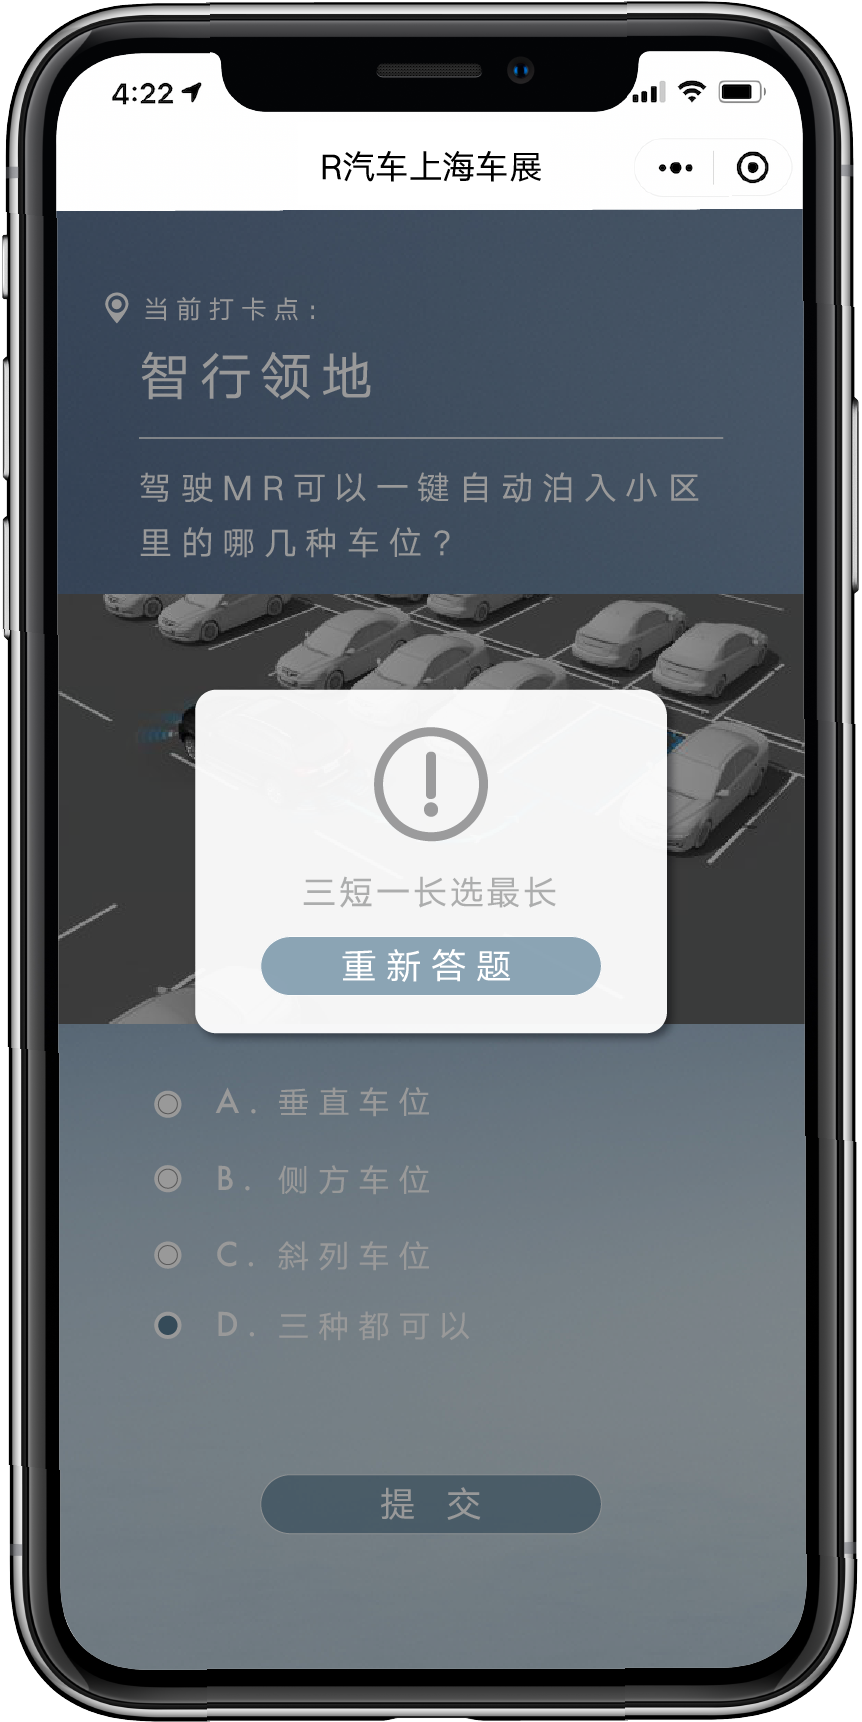 4:22
R汽车上海车展
当前打卡点：
智行领地
驾驶MR可以一键自动泊入小区
里的哪几种车位？
三短一长选最长
重新答题
A. 垂直车位
B. 侧方车位
C. 斜列车位
D. 三种都可以
提 交